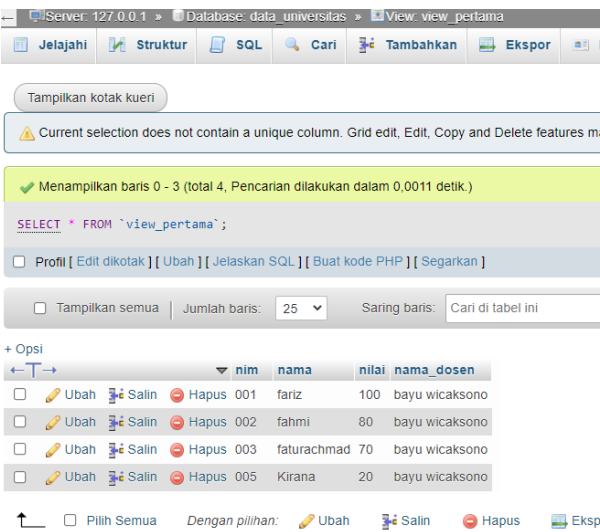 Server: 127.0.0.1 » Database: data_universitas » View: view_pertama
Jelajahi Struktur SQL Cari Tambahkan Ekspor
Tampilkan kotak kueri
Current selection does not contain a unique column. Grid edit, Edit, Copy and Delete features ma
Menampilkan baris 0 - 3 (total 4, Pencarian dilakukan dalam 0,0011 detik.)
SELECT * FROM `view_pertama`;
Profil [ Edit dikotak ] [ Ubah ] [ Jelaskan SQL ] [ Buat kode PHP ] [ Segarkan ]
Tampilkan semua | Jumlah baris: 25 Saring baris: Cari di tabel ini
+ Opsi
←T→ nim nama nilai nama_dosen
Ubah Salin Hapus 001 fariz 100 bayu wicaksono
Ubah Salin Hapus 002 fahmi 80 bayu wicaksono
Ubah Salin Hapus 003 faturachmad 70 bayu wicaksono
Ubah Salin Hapus 005 Kirana 20 bayu wicaksono
Pilih Semua Dengan pilihan: Ubah Salin Hapus Eksp